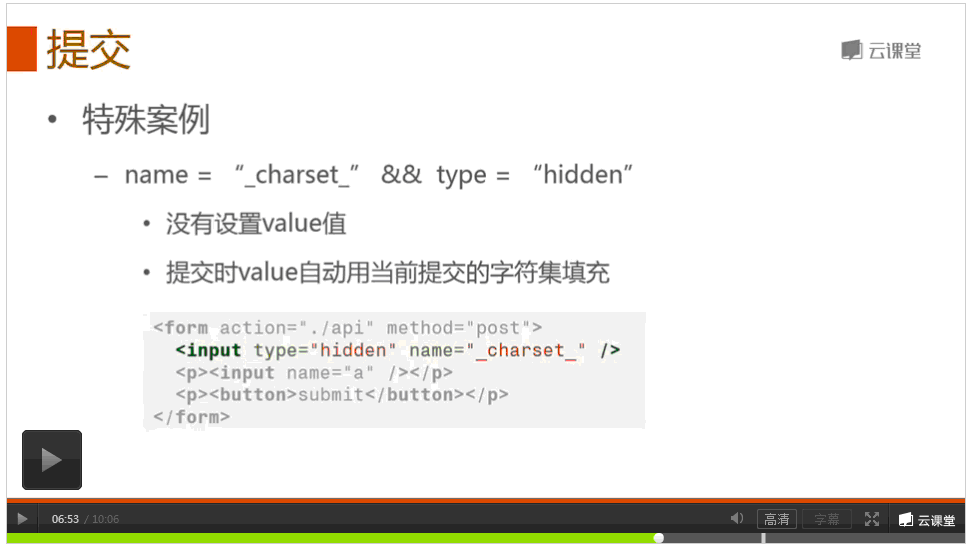 提交
云课堂
• 特殊案例
– name = “_charset_” && type = “hidden”
• 没有设置value值
• 提交时value自动用当前提交的字符集填充
<form action="./api" method="post">
<input type="hidden" name="_charset_" />
<p><input name="a" /></p>
<p><button>submit</button></p>
</form>
06:53 / 10:06
高清
字幕
云课堂